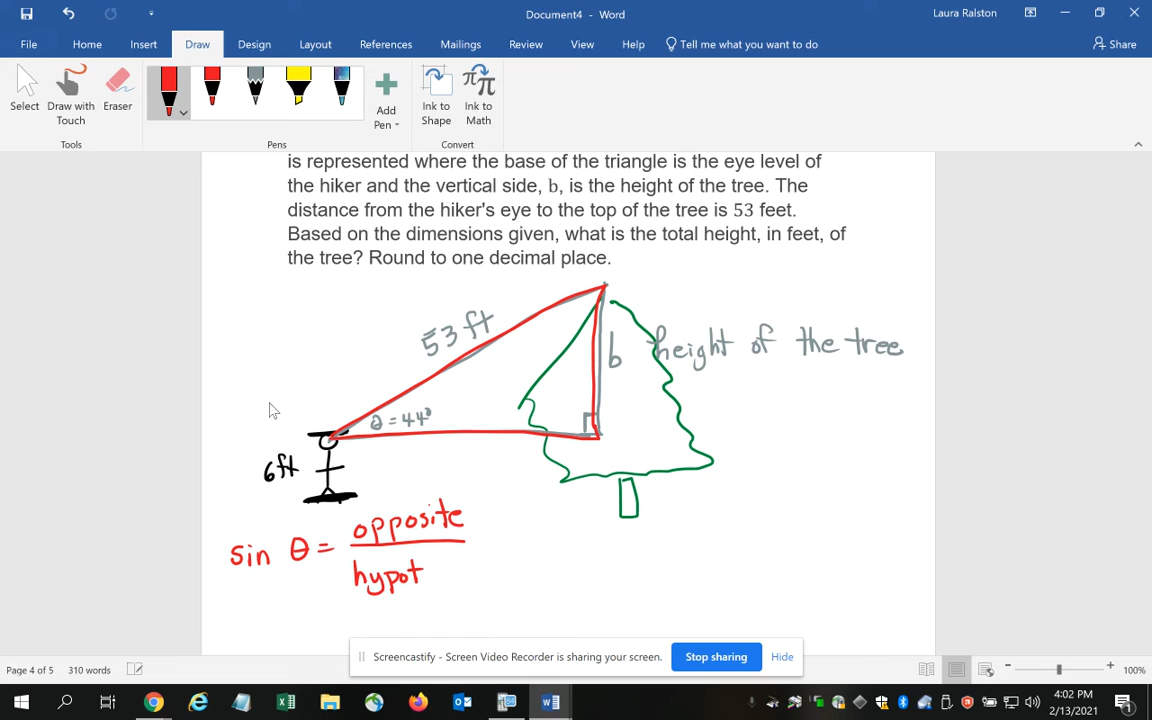 Document4 - Word
Laura Ralston
File Home Insert Draw Design Layout References Mailings Review View Help Tell me what you want to do Share
Select
Draw with Touch
Eraser
Add Pen
Ink to Shape
Ink to Math
Tools
Pens
Convert
is represented where the base of the triangle is the eye level of
the hiker and the vertical side, b, is the height of the tree. The
distance from the hiker's eye to the top of the tree is 53 feet.
Based on the dimensions given, what is the total height, in feet, of
the tree? Round to one decimal place.
53 ft
b height of the tree
θ = 44°
6ft
sin θ = opposite
hypot
Screencastify - Screen Video Recorder is sharing your screen. Stop sharing Hide
Page 4 of 5 310 words
100%
4:02 PM
2/13/2021